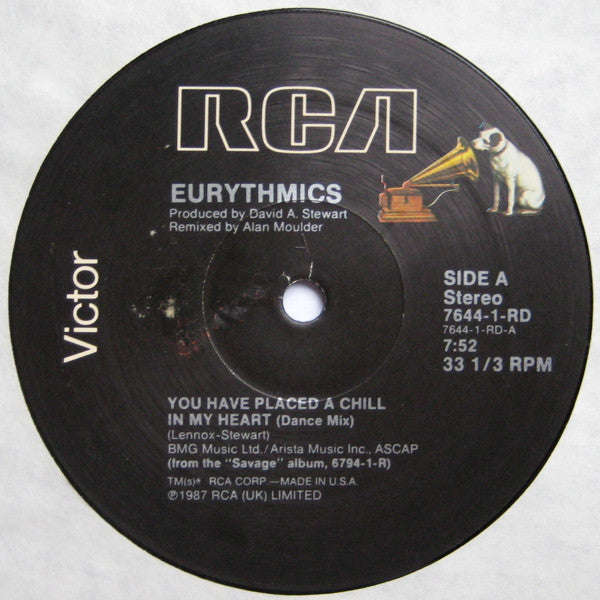 RCA
EURYTHMICS
Produced by David A. Stewart
Remixed by Alan Moulder
Victor
SIDE A
Stereo
7644-1-RD
7644-1-RD-A
7:52
33 1/3 RPM
YOU HAVE PLACED A CHILL
IN MY HEART (Dance Mix)
(Lennox-Stewart)
BMG Music Ltd./Arista Music Inc., ASCAP
(from the "Savage" album, 6794-1-R)
TM(s)® RCA CORP.—MADE IN U.S.A.
℗1987 RCA (UK) LIMITED